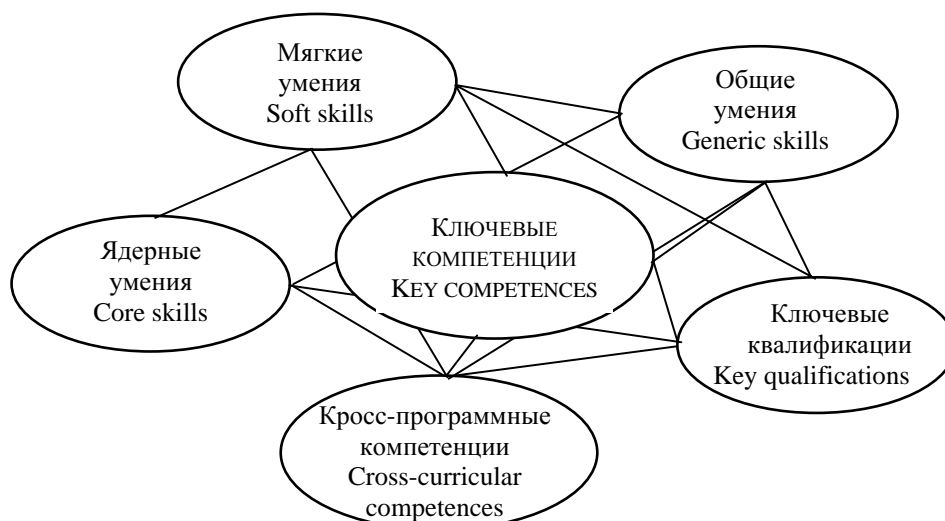 Мягкие
умения
Soft skills
Общие
умения
Generic skills
Ключевые
компетенции
Key competences
Ядерные
умения
Core skills
Ключевые
квалификации
Key qualifications
Кросс-программные
компетенции
Cross-curricular
competences